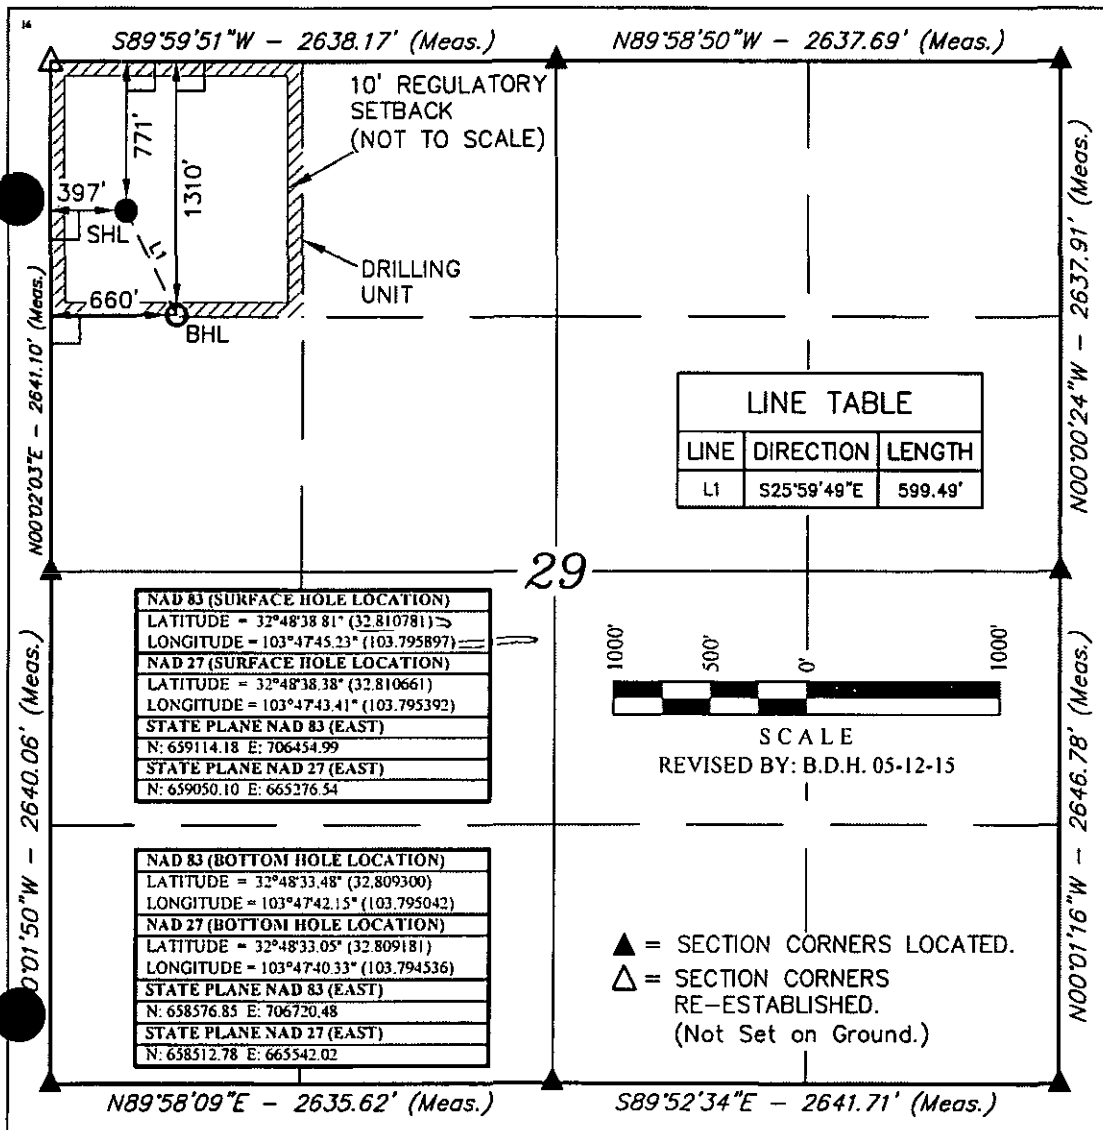 16
S89°59'51"W - 2638.17' (Meas.)
N89°58'50"W - 2637.69' (Meas.)
10' REGULATORY
SETBACK
(NOT TO SCALE)
771'
1310'
397'
SHL
L1
DRILLING
UNIT
660'
BHL
N00°02'03"E - 2641.10' (Meas.)
N00°00'24"W - 2637.91' (Meas.)
LINE TABLE
LINE DIRECTION LENGTH
L1 S25°59'49"E 599.49'
29
NAD 83 (SURFACE HOLE LOCATION)
LATITUDE = 32°48'38 81" (32.810781)
LONGITUDE = 103°47'45.23" (103.795897)
NAD 27 (SURFACE HOLE LOCATION)
LATITUDE = 32°48'38.38" (32.810661)
LONGITUDE = 103°47'43.41" (103.795392)
STATE PLANE NAD 83 (EAST)
N: 659114.18 E: 706454.99
STATE PLANE NAD 27 (EAST)
N: 659050.10 E: 665276.54
1000'
500'
0'
1000'
SCALE
REVISED BY: B.D.H. 05-12-15
0°01'50"W - 2640.06' (Meas.)
N00°01'16"W - 2646.78' (Meas.)
NAD 83 (BOTTOM HOLE LOCATION)
LATITUDE = 32°48'33.48" (32.809300)
LONGITUDE = 103°47'42.15" (103.795042)
NAD 27 (BOTTOM HOLE LOCATION)
LATITUDE = 32°48'33.05" (32.809181)
LONGITUDE = 103°47'40.33" (103.794536)
STATE PLANE NAD 83 (EAST)
N: 658576.85 E: 706720.48
STATE PLANE NAD 27 (EAST)
N: 658512.78 E: 665542.02
= SECTION CORNERS LOCATED.
= SECTION CORNERS
RE-ESTABLISHED.
(Not Set on Ground.)
N89°58'09"E - 2635.62' (Meas.)
S89°52'34"E - 2641.71' (Meas.)